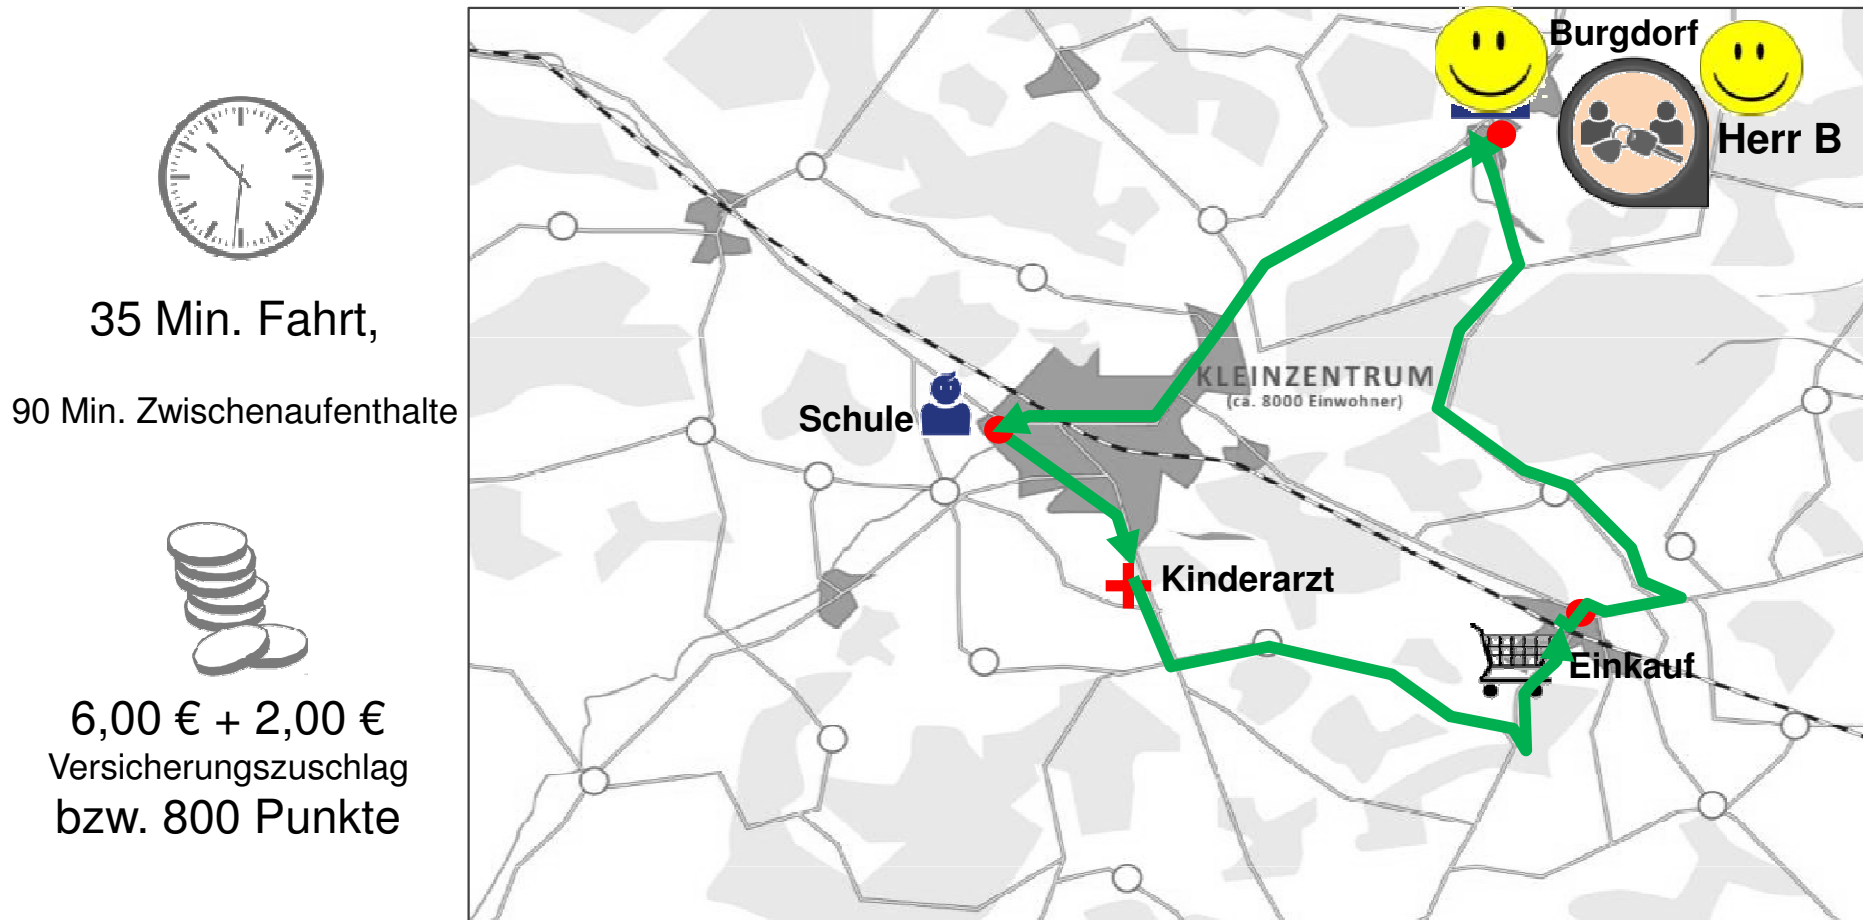 35 Min. Fahrt,
90 Min. Zwischenaufenthalte
6,00 € + 2,00 €
Versicherungszuschlag
bzw. 800 Punkte
Burgdorf
Herr B
KLEINZENTRUM
(ca. 8000 Einwohner)
Schule
Kinderarzt
Einkauf